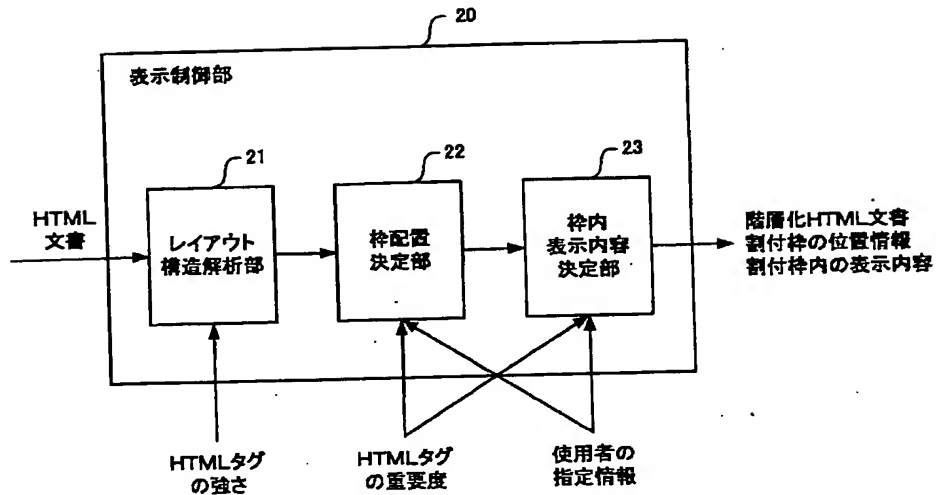 20
表示制御部
21
22
23
HTML
文書
レイアウト
構造解析部
枠配置
決定部
枠内
表示内容
決定部
階層化HTML文書
割付枠の位置情報
割付枠内の表示内容
HTMLタグ
の強さ
HTMLタグ
の重要度
使用者の
指定情報